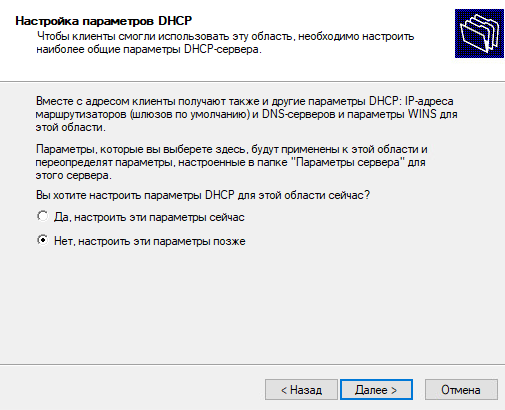 Настройка параметров DHCP
Чтобы клиенты смогли использовать эту область, необходимо настроить
наиболее общие параметры DHCP-сервера.
Вместе с адресом клиенты получают также и другие параметры DHCP: IP-адреса
маршрутизаторов (шлюзов по умолчанию) и DNS-серверов и параметры WINS для
этой области.
Параметры, которые вы выберете здесь, будут применены к этой области и
переопределят параметры, настроенные в папке "Параметры сервера" для
этого сервера.
Вы хотите настроить параметры DHCP для этой области сейчас?
Да, настроить эти параметры сейчас
Нет, настроить эти параметры позже
< Назад
Далее >
Отмена